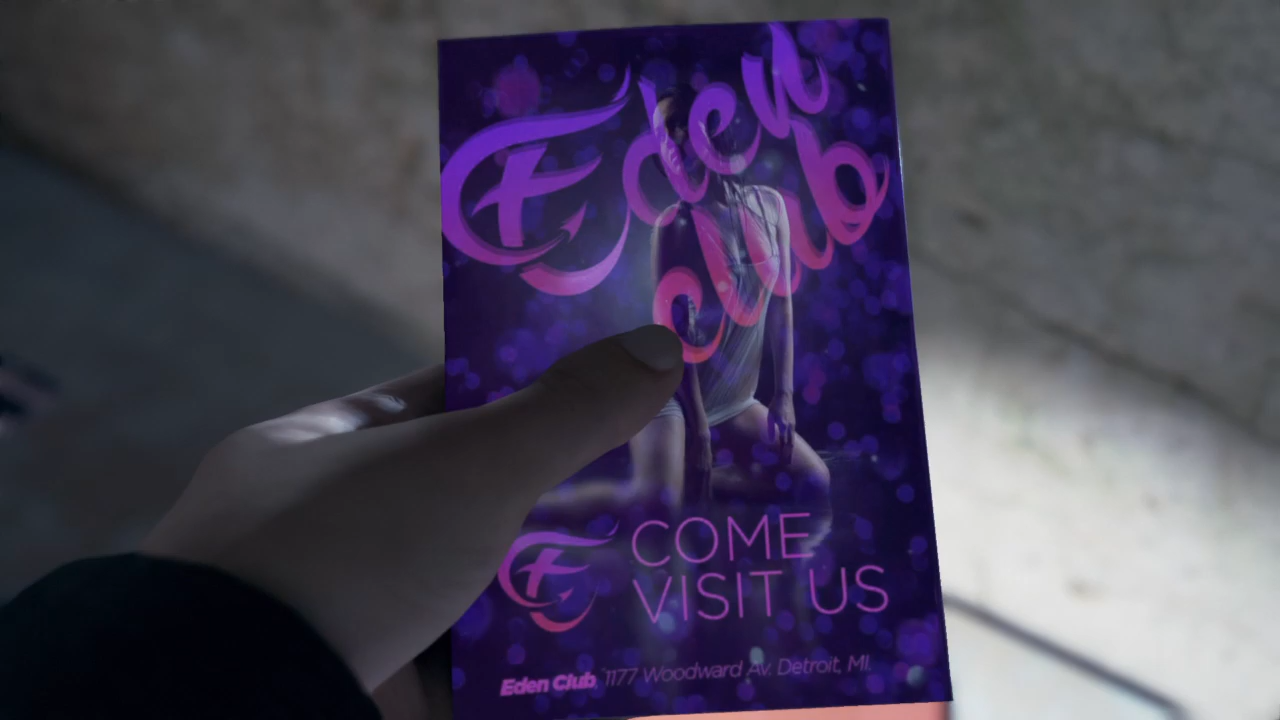 Eden
club
COME
VISIT US
Eden Club 1177 Woodward Av. Detroit, MI.